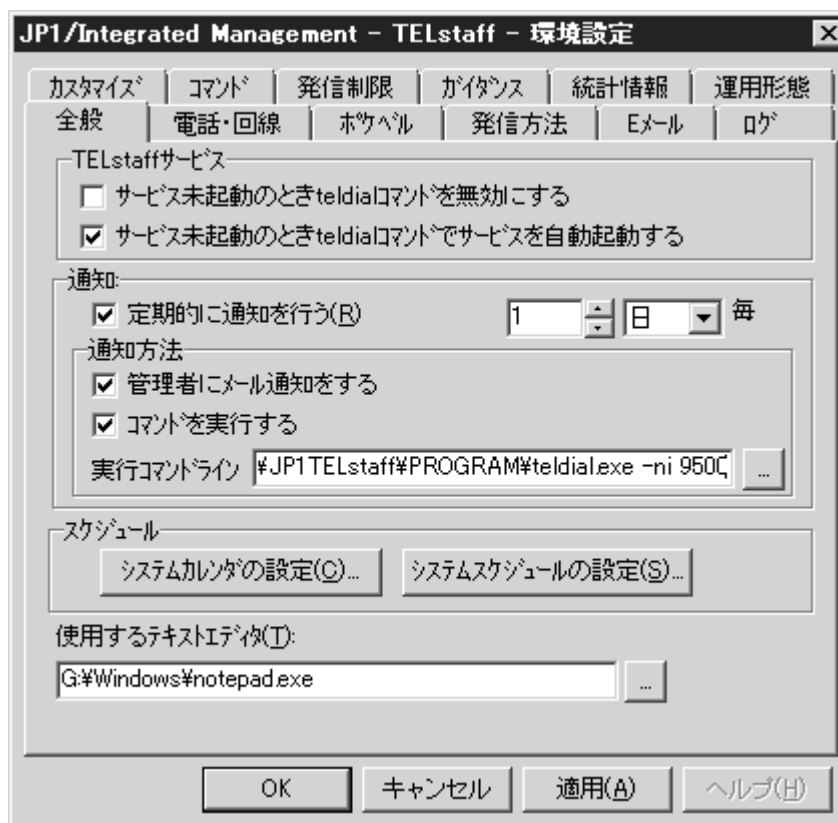 JP1/Integrated Management - TELstaff - 環境設定
ｶｽﾀﾏｲｽﾞ ｺﾏﾝﾄﾞ 発信制限 ｶﾞｲﾀﾞﾝｽ 統計情報 運用形態
全般 電話・回線 ﾎﾟｹﾍﾞﾙ 発信方法 Eﾒｰﾙ ﾛｸﾞ
TELstaffｻｰﾋﾞｽ
ｻｰﾋﾞｽ未起動のときteldialｺﾏﾝﾄﾞを無効にする
ｻｰﾋﾞｽ未起動のときteldialｺﾏﾝﾄﾞでｻｰﾋﾞｽを自動起動する
通知:
定期的に通知を行う(R) 1 日 毎
通知方法
管理者にﾒｰﾙ通知をする
ｺﾏﾝﾄﾞを実行する
実行ｺﾏﾝﾄﾞﾗｲﾝ ¥JP1TELstaff¥PROGRAM¥teldial.exe -ni 950 ...
ｽｹｼﾞｭｰﾙ
ｼｽﾃﾑｶﾚﾝﾀﾞの設定(C)... ｼｽﾃﾑｽｹｼﾞｭｰﾙの設定(S)...
使用するﾃｷｽﾄｴﾃﾞｨﾀ(T):
G:¥Windows¥notepad.exe ...
OK キャンセル 適用(A) ヘルプ(H)